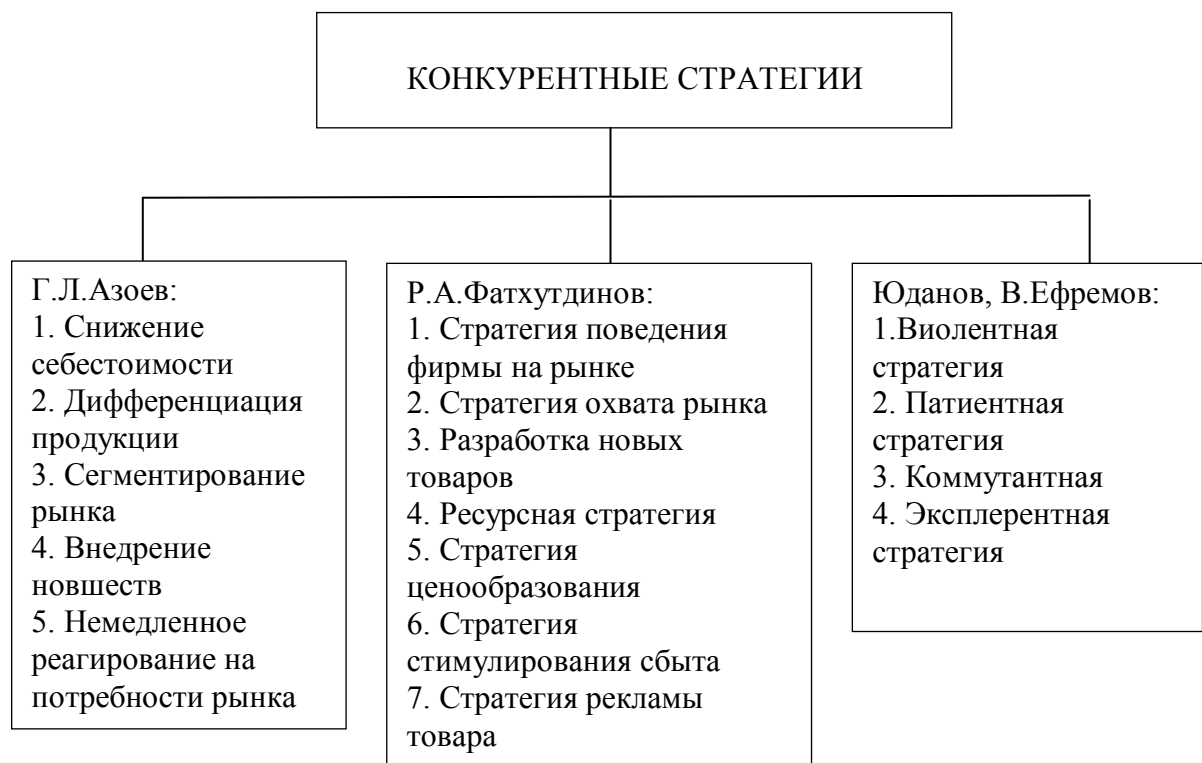 КОНКУРЕНТНЫЕ СТРАТЕГИИ
Г.Л.Азоев:
1. Снижение
себестоимости
2. Дифференциация
продукции
3. Сегментирование
рынка
4. Внедрение
новшеств
5. Немедленное
реагирование на
потребности рынка
Р.А.Фатхутдинов:
1. Стратегия поведения
фирмы на рынке
2. Стратегия охвата рынка
3. Разработка новых
товаров
4. Ресурсная стратегия
5. Стратегия
ценообразования
6. Стратегия
стимулирования сбыта
7. Стратегия рекламы
товара
Юданов, В.Ефремов:
1.Виолентная
стратегия
2. Патиентная
стратегия
3. Коммутантная
4. Эксплерентная
стратегия